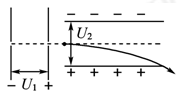 − − − −
U₂
− U₁ +
+ + + +